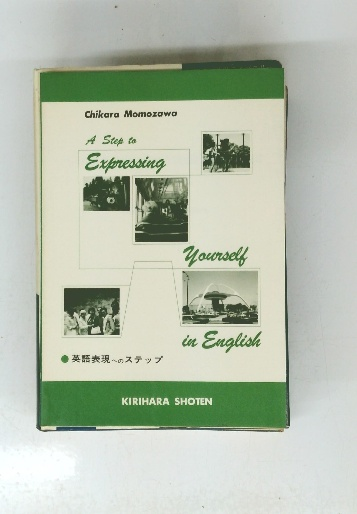 Chikara Momozawa
A Step to
Expressing
Yourself
in English
●英語表現へのステップ
KIRIHARA SHOTEN